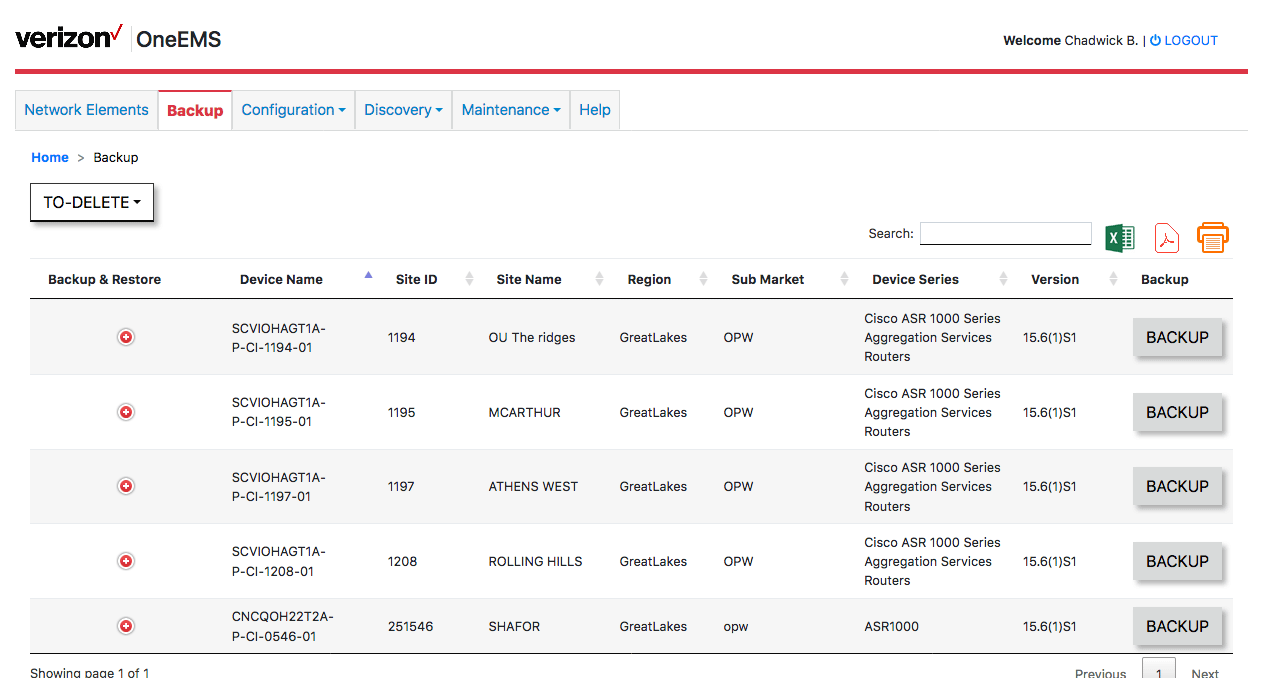 verizon OneEMS
Welcome Chadwick B. | LOGOUT
Network Elements Backup Configuration Discovery Maintenance Help
Home > Backup
TO-DELETE
Search:
Backup & Restore Device Name Site ID Site Name Region Sub Market Device Series Version Backup
SCVIOHAGT1A-
P-CI-1194-01
1194 OU The ridges GreatLakes OPW
Cisco ASR 1000 Series
Aggregation Services
Routers
15.6(1)S1 BACKUP
SCVIOHAGT1A-
P-CI-1195-01
1195 MCARTHUR GreatLakes OPW
Cisco ASR 1000 Series
Aggregation Services
Routers
15.6(1)S1 BACKUP
SCVIOHAGT1A-
P-CI-1197-01
1197 ATHENS WEST GreatLakes OPW
Cisco ASR 1000 Series
Aggregation Services
Routers
15.6(1)S1 BACKUP
SCVIOHAGT1A-
P-CI-1208-01
1208 ROLLING HILLS GreatLakes OPW
Cisco ASR 1000 Series
Aggregation Services
Routers
15.6(1)S1 BACKUP
CNCQOH22T2A-
P-CI-0546-01
251546 SHAFOR GreatLakes opw ASR1000 15.6(1)S1 BACKUP
Showing page 1 of 1
Previous 1 Next